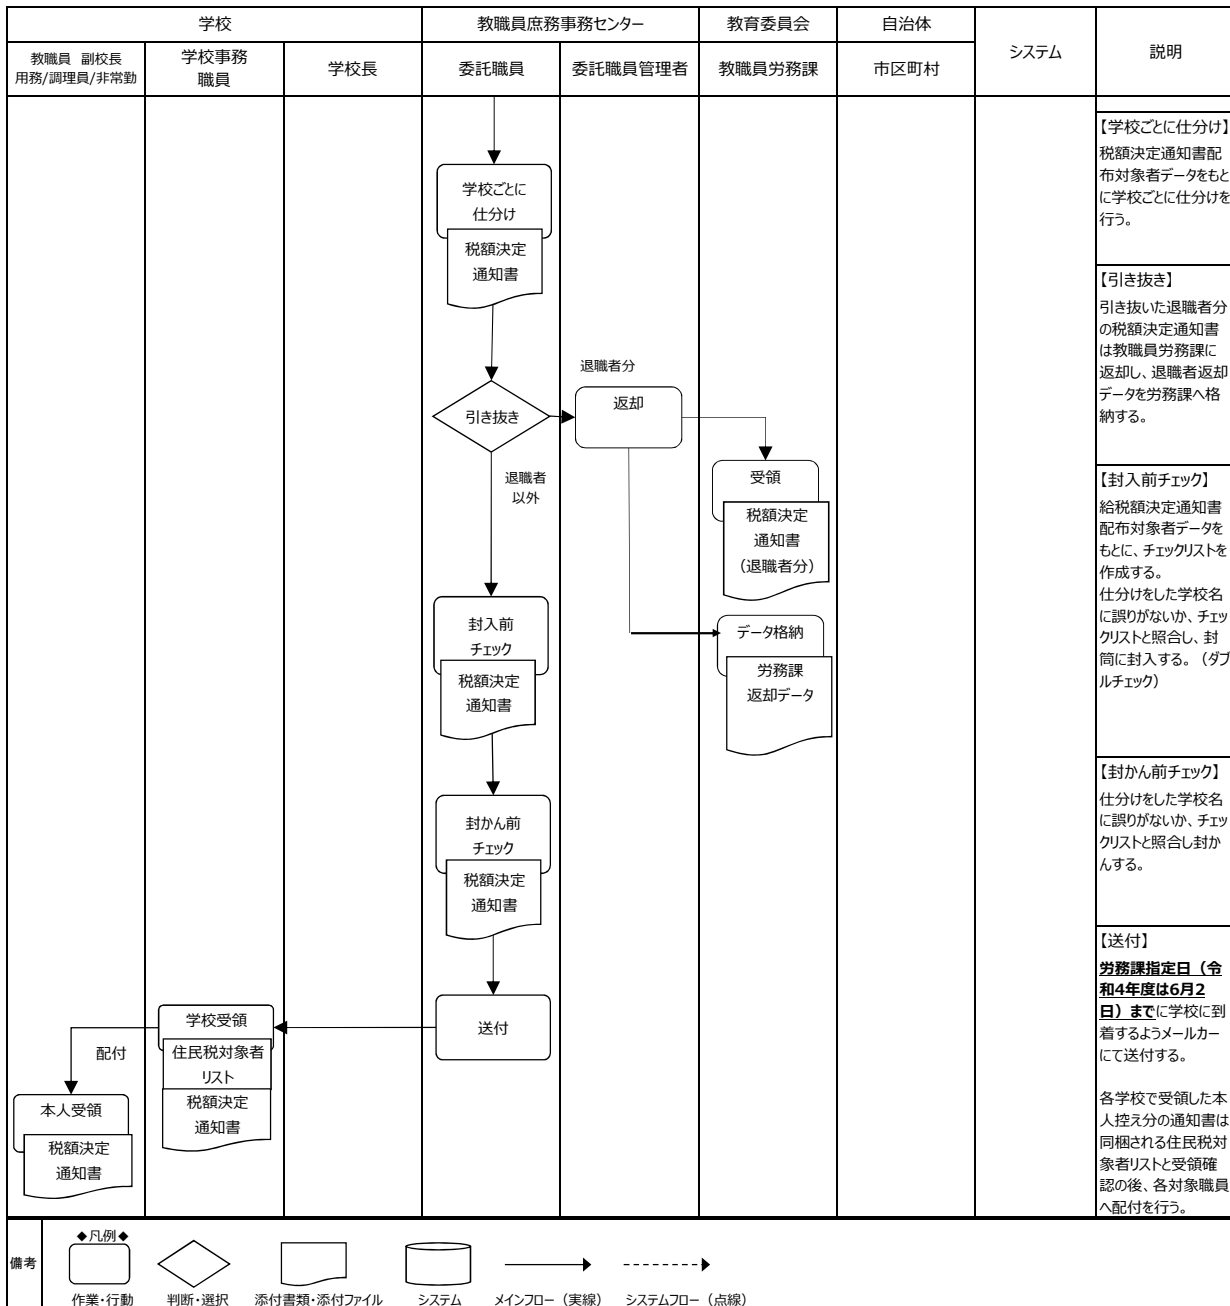 学校
教職員庶務事務センター
教育委員会
自治体
システム
説明
教職員 副校長
用務/調理員/非常勤
学校事務
職員
学校長
委託職員
委託職員管理者
教職員労務課
市区町村
学校ごとに
仕分け
税額決定
通知書
引き抜き
退職者分
返却
退職者
以外
受領
税額決定
通知書
（退職者分）
データ格納
労務課
返却データ
封入前
チェック
税額決定
通知書
封かん前
チェック
税額決定
通知書
送付
学校受領
住民税対象者
リスト
税額決定
通知書
配付
本人受領
税額決定
通知書
【学校ごとに仕分け】
税額決定通知書配
布対象者データをもと
に学校ごとに仕分けを
行う。
【引き抜き】
引き抜いた退職者分
の税額決定通知書
は教職員労務課に
返却し、退職者返却
データを労務課へ格
納する。
【封入前チェック】
給税額決定通知書
配布対象者データを
もとに、チェックリストを
作成する。
仕分けをした学校名
に誤りがないか、チェッ
クリストと照合し、封
筒に封入する。（ダブ
ルチェック）
【封かん前チェック】
仕分けをした学校名
に誤りがないか、チェッ
クリストと照合し封か
んする。
【送付】
労務課指定日（令
和4年度は6月2
日）までに学校に到
着するようメールカー
にて送付する。
各学校で受領した本
人控え分の通知書は
同梱される住民税対
象者リストと受領確
認の後、各対象職員
へ配付を行う。
備考
◆凡例◆
作業・行動
判断・選択
添付書類・添付ファイル
システム
メインフロー（実線）
システムフロー（点線）